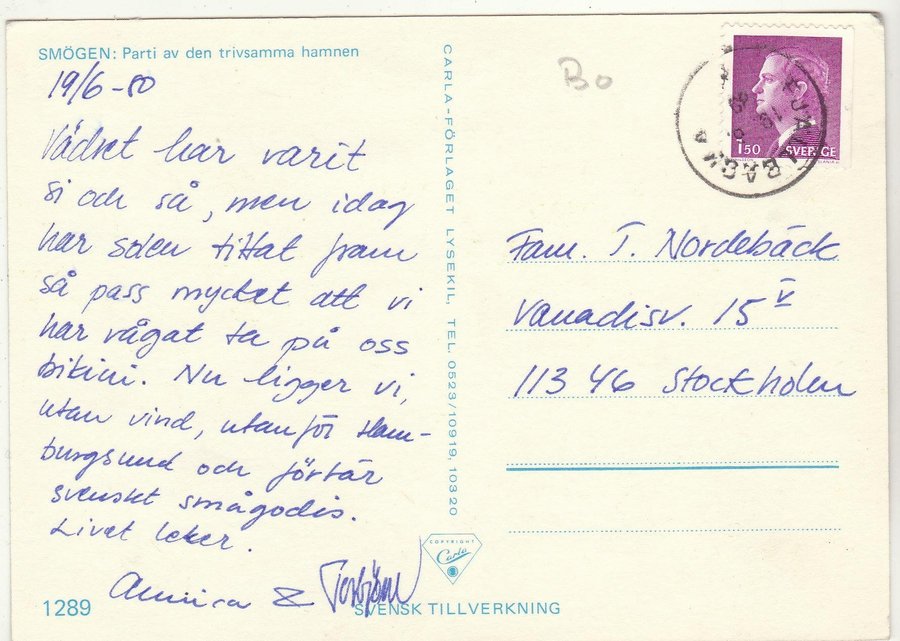 SMÖGEN: Parti av den trivsamma hamnen
19/6-80
Vädret har varit
si och så, men idag
har solen tittat fram
så pass mycket att vi
har vågat ta på oss
bikini. Nu ligger vi,
utan vind, utanför Ham-
burgsund och förtär
svenskt smågodis.
Livet leker.
Annica & Torbjörn
1289
CARLA-FÖRLAGET LYSEKIL, TEL. 0523/10919, 10320
COPYRIGHT
Carla
SVENSK TILLVERKNING
Bo
150 SVERIGE
Fam. T. Nordebäck
Vanadisv. 15 V
113 46 Stockholm